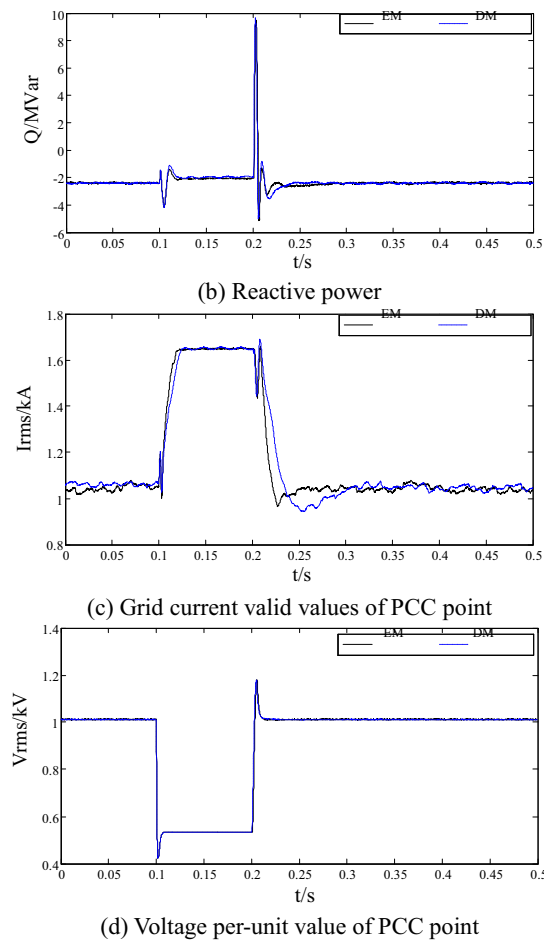 10
8
6
4
2
0
-2
-4
-6
Q/MVar
EM DM
0 0.05 0.1 0.15 0.2 0.25 0.3 0.35 0.4 0.45 0.5
t/s
(b) Reactive power
1.8
1.6
1.4
1.2
1
0.8
Irms/kA
EM DM
0 0.05 0.1 0.15 0.2 0.25 0.3 0.35 0.4 0.45 0.5
t/s
(c) Grid current valid values of PCC point
1.4
1.2
1
0.8
0.6
0.4
Vrms/kV
EM DM
0 0.05 0.1 0.15 0.2 0.25 0.3 0.35 0.4 0.45 0.5
t/s
(d) Voltage per-unit value of PCC point